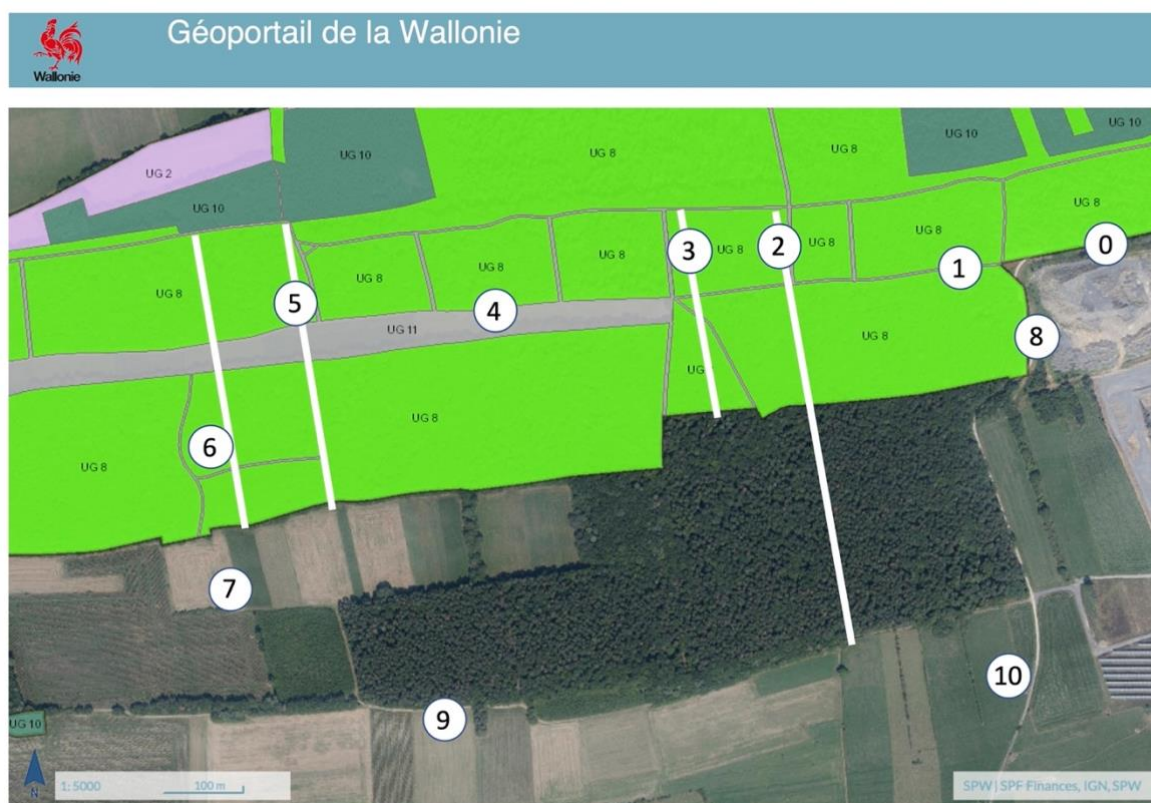 Géoportail de la Wallonie
Wallonie
UG 10
UG 8
UG 8
UG 10
UG 10
UG 2
UG 10
UG 8
0
3
UG 8
2
UG 8
UG 8
1
UG 8
UG 8
UG 8
UG 8
5
4
UG 11
UG 8
8
UG
UG 8
6
UG 8
7
10
9
UG 10
N
1: 5000
100 m
SPW | SPF Finances, IGN, SPW